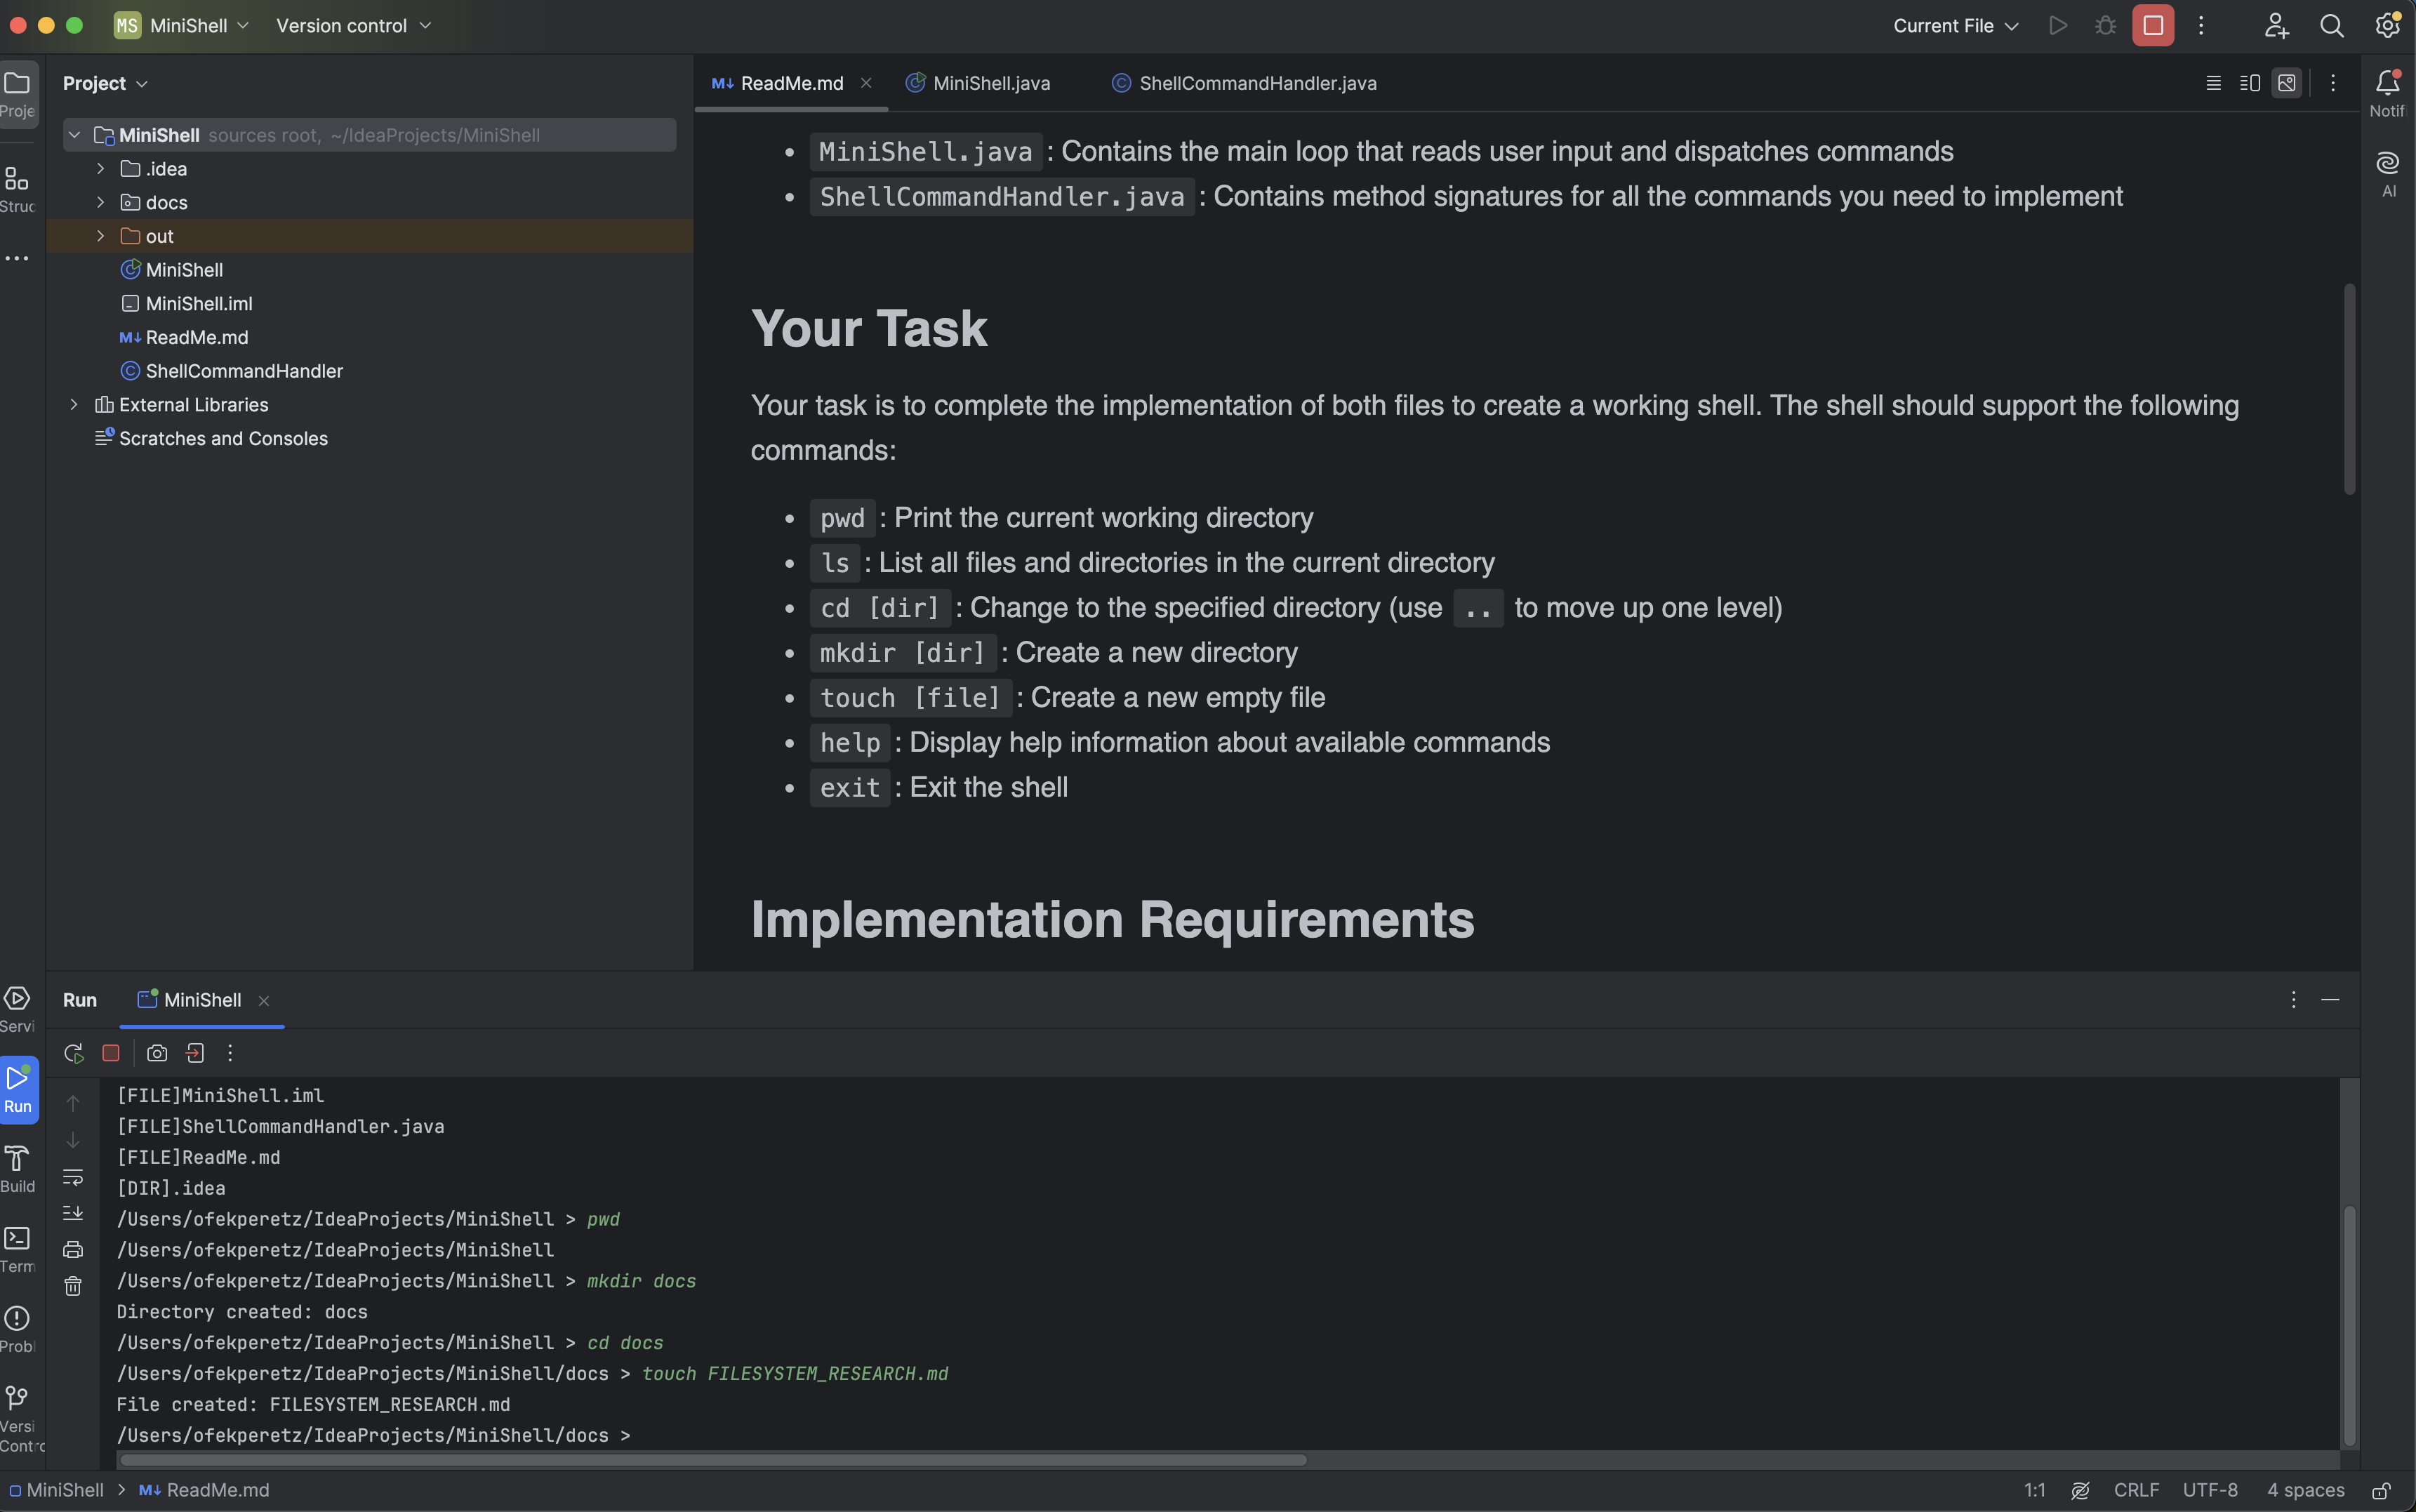 MS MiniShell Version control Current File
Project
ReadMe.md MiniShell.java ShellCommandHandler.java
Proje
Struc
Notif
AI
MiniShell sources root, ~/IdeaProjects/MiniShell
.idea
docs
out
MiniShell
MiniShell.iml
ReadMe.md
ShellCommandHandler
External Libraries
Scratches and Consoles
• MiniShell.java : Contains the main loop that reads user input and dispatches commands
• ShellCommandHandler.java : Contains method signatures for all the commands you need to implement
Your Task
Your task is to complete the implementation of both files to create a working shell. The shell should support the following
commands:
• pwd : Print the current working directory
• ls : List all files and directories in the current directory
• cd [dir] : Change to the specified directory (use .. to move up one level)
• mkdir [dir] : Create a new directory
• touch [file] : Create a new empty file
• help : Display help information about available commands
• exit : Exit the shell
Implementation Requirements
Servi
Run
Build
Term
Probl
Versi
Contro
Run MiniShell
[FILE]MiniShell.iml
[FILE]ShellCommandHandler.java
[FILE]ReadMe.md
[DIR].idea
/Users/ofekperetz/IdeaProjects/MiniShell > pwd
/Users/ofekperetz/IdeaProjects/MiniShell
/Users/ofekperetz/IdeaProjects/MiniShell > mkdir docs
Directory created: docs
/Users/ofekperetz/IdeaProjects/MiniShell > cd docs
/Users/ofekperetz/IdeaProjects/MiniShell/docs > touch FILESYSTEM_RESEARCH.md
File created: FILESYSTEM_RESEARCH.md
/Users/ofekperetz/IdeaProjects/MiniShell/docs >
MiniShell > M↓ ReadMe.md 1:1 CRLF UTF-8 4 spaces